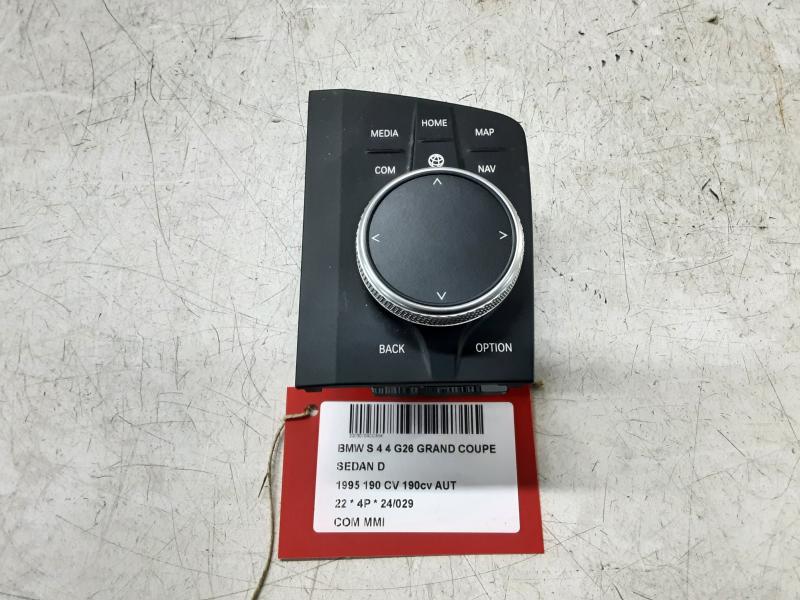 HOME
MEDIA MAP
COM NAV
BACK OPTION
BMW S 4 4 G26 GRAND COUPE
SEDAN D
1995 190 CV 190cv AUT
22 * 4P * 24/029
COM MMI